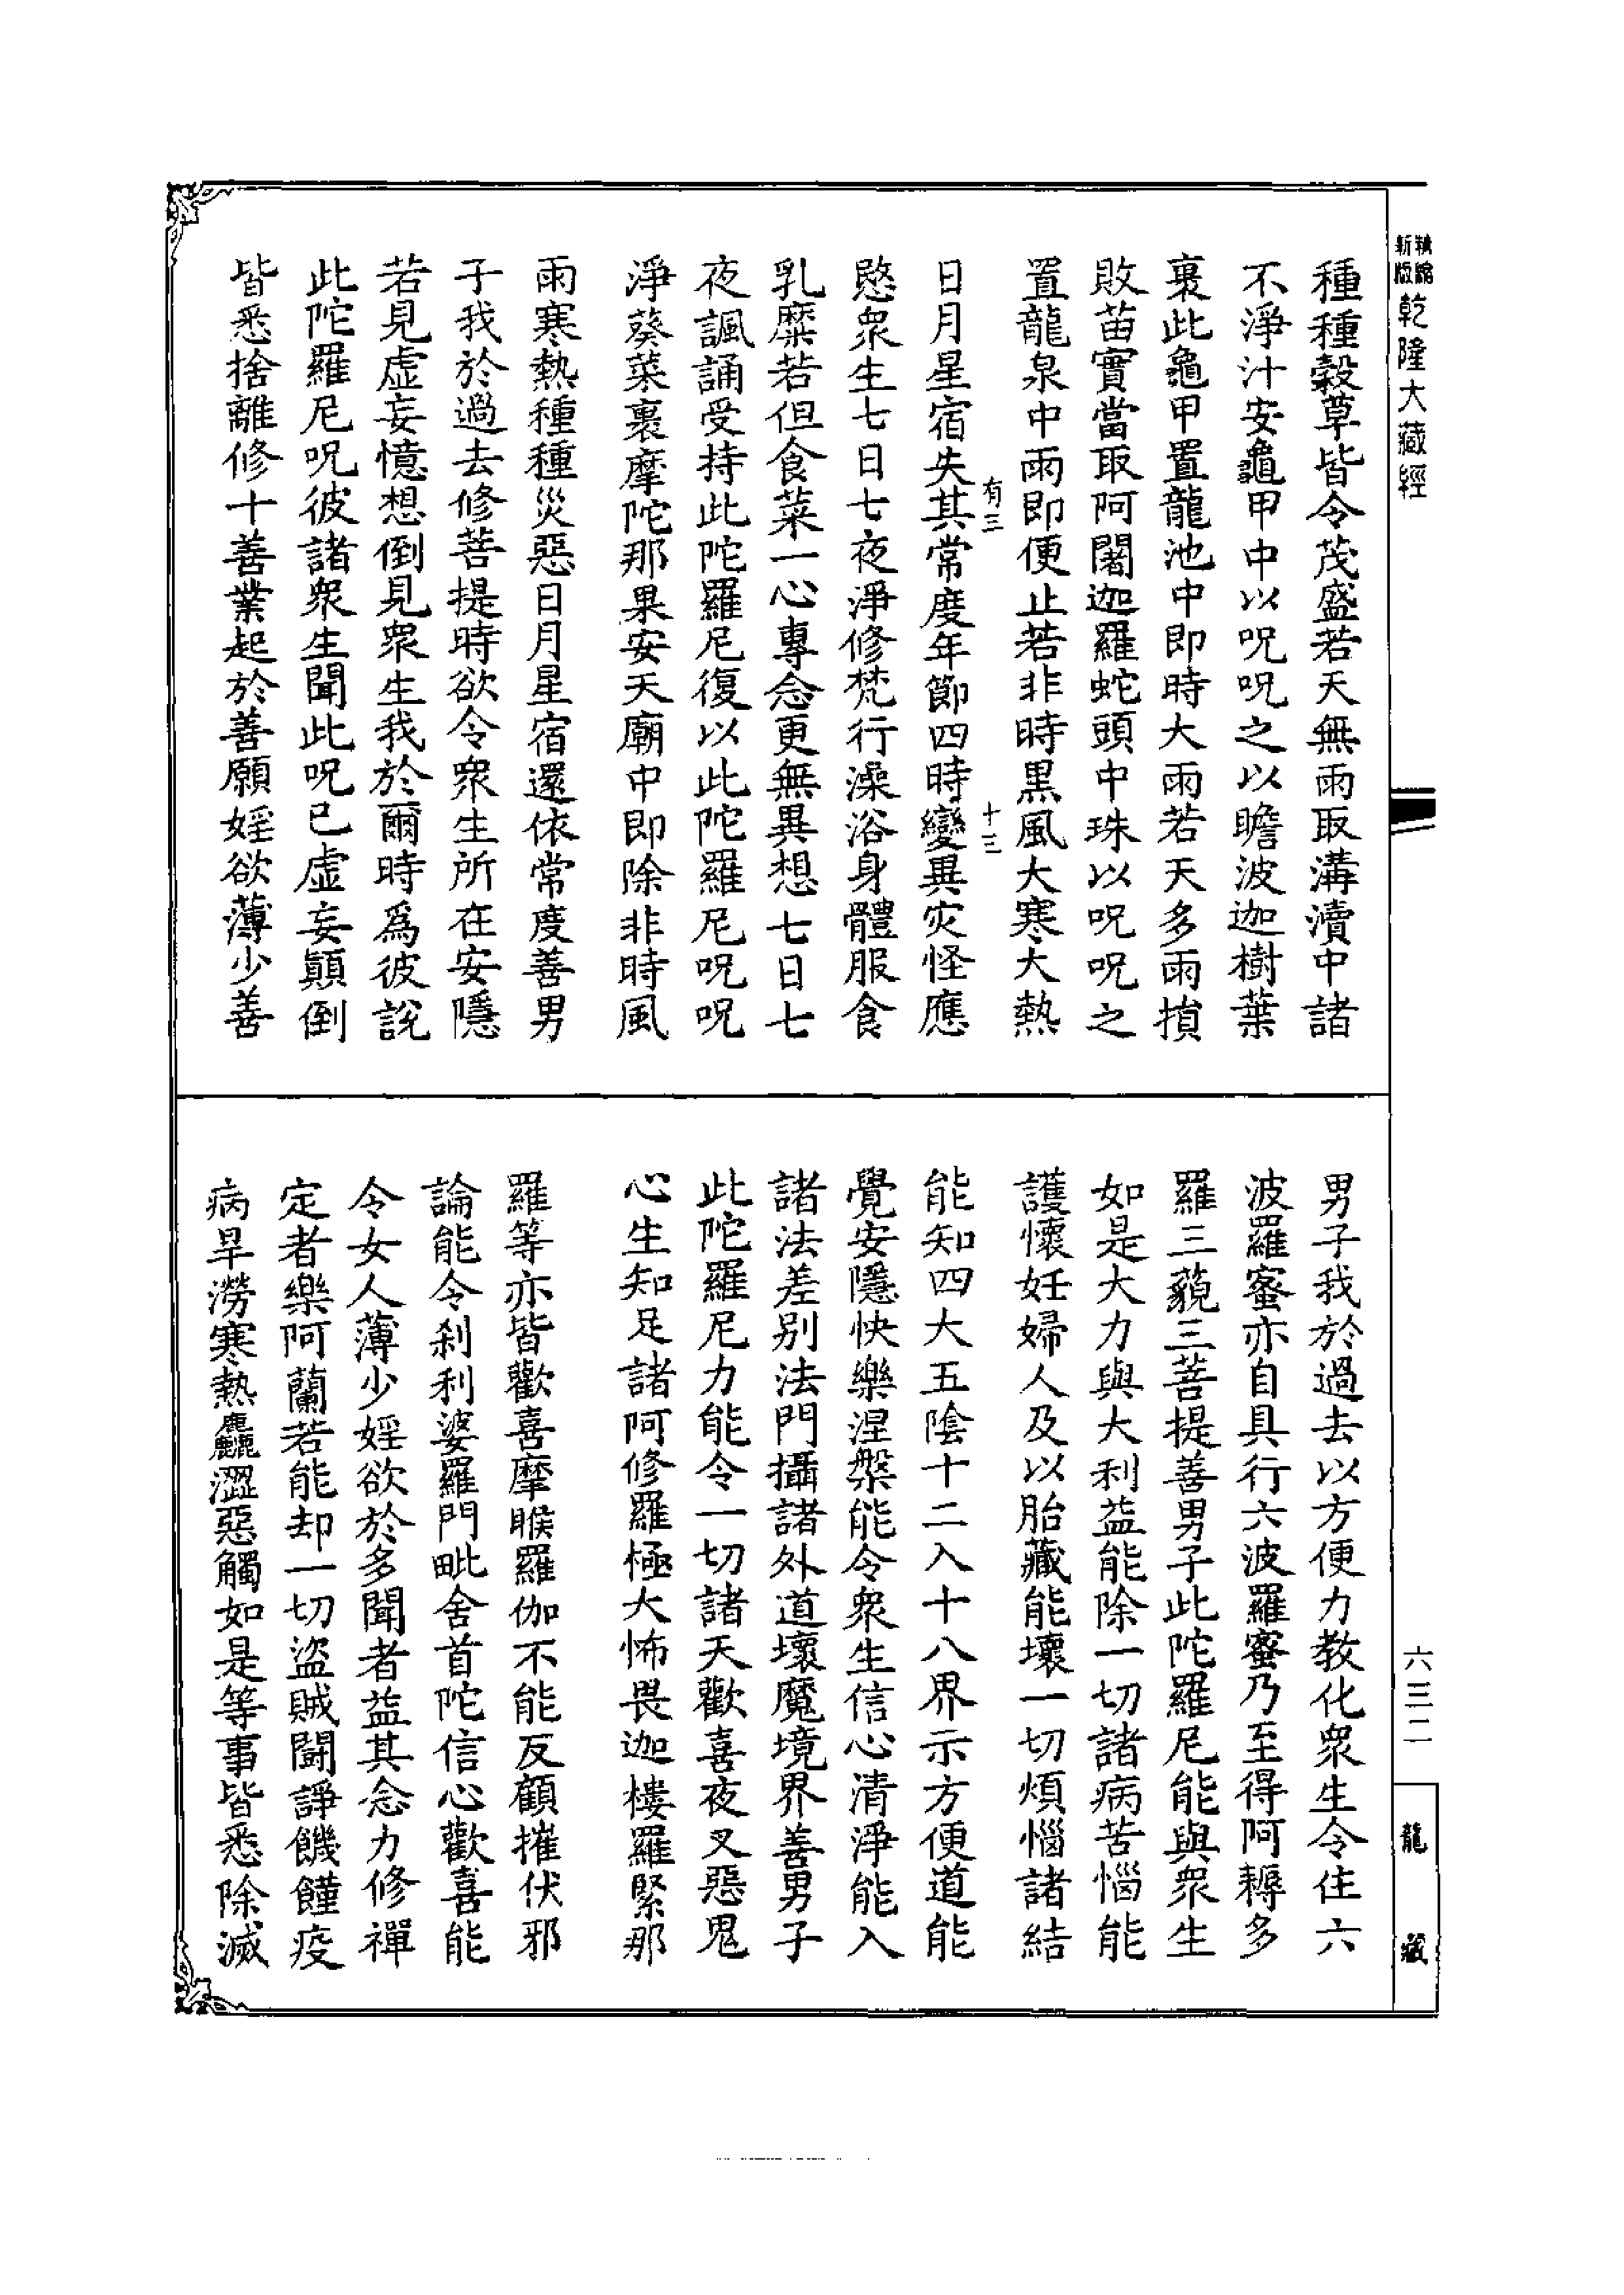 新版
乾隆大藏經
種種穀草皆令茂盛若天無雨取溝瀆中諸
不淨汁安龜甲中以呪呪之以瞻波迦樹葉
裹此龜甲置龍池中即時大雨若天多雨損
敗苗實當取阿闍迦羅蛇頭中珠以呪呪之
置龍泉中雨即便止若非時黑風大寒大熱
有三
十三
日月星宿失其常度年節四時變異灾怪應
愍衆生七日七夜淨修梵行澡浴身體服食
乳糜若但食菜一心專念更無異想七日七
夜諷誦受持此陀羅尼復以此陀羅尼呪呪
淨葵菜裹摩陀那果安天廟中即除非時風
雨寒熱種種災惡日月星宿還依常度善男
子我於過去修菩提時欲令衆生所在安隱
若見虛妄憶想倒見衆生我於爾時爲彼說
此陀羅尼呪彼諸衆生聞此呪已虛妄顚倒
皆悉捨離修十善業起於善願婬欲薄少善
男子我於過去以方便力教化衆生令住六
波羅蜜亦自具行六波羅蜜乃至得阿耨多
羅三藐三菩提善男子此陀羅尼能與衆生
如是大力與大利益能除一切諸病苦惱能
護懷妊婦人及以胎藏能壞一切煩惱諸結
能知四大五陰十二入十八界示方便道能
覺安隱快樂涅槃能令衆生信心清淨能入
諸法差別法門攝諸外道壞魔境界善男子
此陀羅尼力能令一切諸天歡喜夜叉惡鬼
心生知足諸阿修羅極大怖畏迦樓羅緊那
羅等亦皆歡喜摩睺羅伽不能反顧摧伏邪
論能令刹利婆羅門毗舍首陀信心歡喜能
令女人薄少婬欲於多聞者益其念力修禪
定者樂阿蘭若能却一切盜賊鬪諍饑饉疫
病旱澇寒熱麤澀惡觸如是等事皆悉除滅
六三二
龍藏